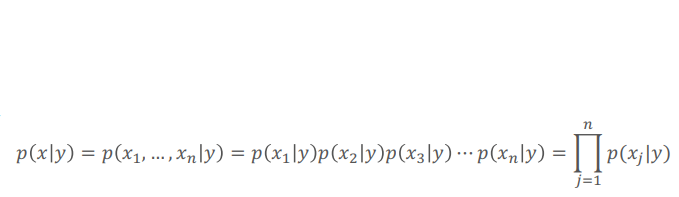 p(x|y) = p(x₁, … , xₙ|y) = p(x₁|y)p(x₂|y)p(x₃|y) ⋯ p(xₙ|y) = ∏ⱼ₌₁ⁿ p(xⱼ|y)